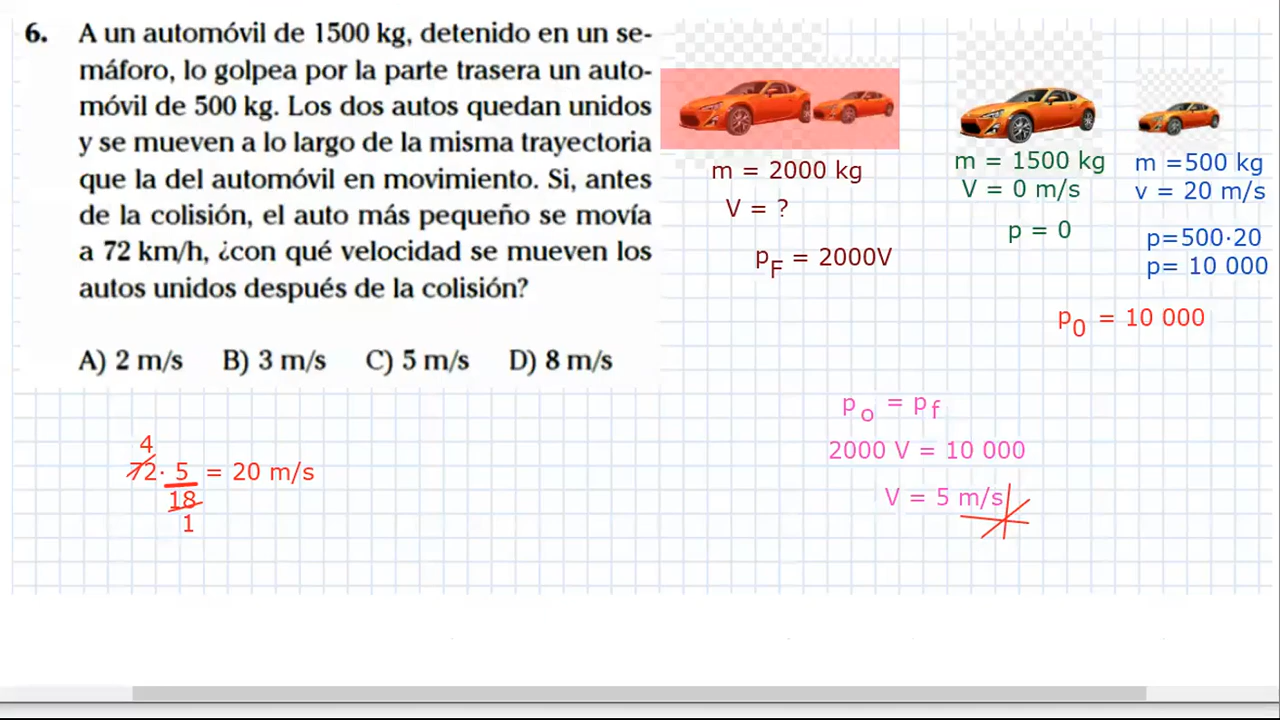 6. A un automóvil de 1500 kg, detenido en un se-
máforo, lo golpea por la parte trasera un auto-
móvil de 500 kg. Los dos autos quedan unidos
y se mueven a lo largo de la misma trayectoria
que la del automóvil en movimiento. Si, antes
de la colisión, el auto más pequeño se movía
a 72 km/h, ¿con qué velocidad se mueven los
autos unidos después de la colisión?
A) 2 m/s B) 3 m/s C) 5 m/s D) 8 m/s
4
72· 5 = 20 m/s
18
1
m = 2000 kg
V = ?
pF = 2000V
m = 1500 kg
V = 0 m/s
p = 0
m =500 kg
v = 20 m/s
p=500·20
p= 10 000
p0 = 10 000
po = pf
2000 V = 10 000
V = 5 m/s